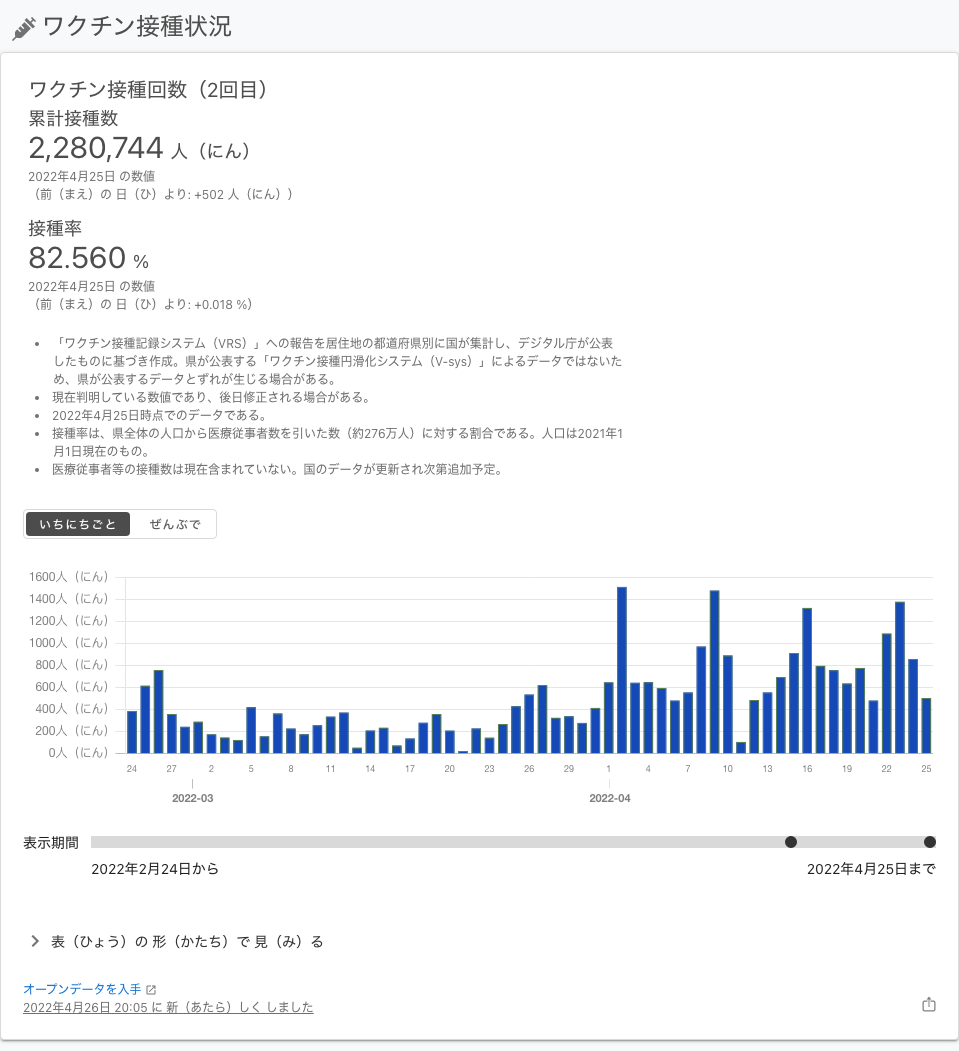 ワクチン接種状況
ワクチン接種回数（2回目）
累計接種数
2,280,744 人（にん）
2022年4月25日 の数値
（前（まえ）の 日（ひ）より: +502 人（にん））
接種率
82.560 %
2022年4月25日 の数値
（前（まえ）の 日（ひ）より: +0.018 %）
• 「ワクチン接種記録システム（VRS）」への報告を居住地の都道府県別に国が集計し、デジタル庁が公表
したものに基づき作成。県が公表する「ワクチン接種円滑化システム（V-sys）」によるデータではないた
め、県が公表するデータとずれが生じる場合がある。
• 現在判明している数値であり、後日修正される場合がある。
• 2022年4月25日時点でのデータである。
• 接種率は、県全体の人口から医療従事者数を引いた数（約276万人）に対する割合である。人口は2021年1
月1日現在のもの。
• 医療従事者等の接種数は現在含まれていない。国のデータが更新され次第追加予定。
いちにちごと ぜんぶで
1600人（にん）
1400人（にん）
1200人（にん）
1000人（にん）
800人（にん）
600人（にん）
400人（にん）
200人（にん）
0人（にん）
24 27 2 5 8 11 14 17 20 23 26 29 1 4 7 10 13 16 19 22 25
2022-03 2022-04
表示期間
2022年2月24日から 2022年4月25日まで
表（ひょう）の 形（かたち）で 見（み）る
オープンデータを入手
2022年4月26日 20:05 に 新（あたら）しく しました